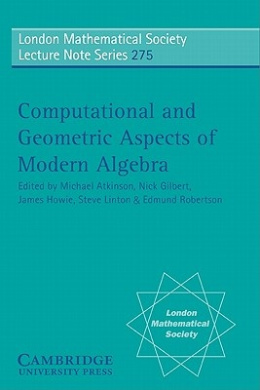 London Mathematical Society
Lecture Note Series 275
Computational and
Geometric Aspects of
Modern Algebra
Edited by Michael Atkinson, Nick Gilbert,
James Howie, Steve Linton & Edmund Robertson
London
Mathematical
Society
CAMBRIDGE
UNIVERSITY PRESS